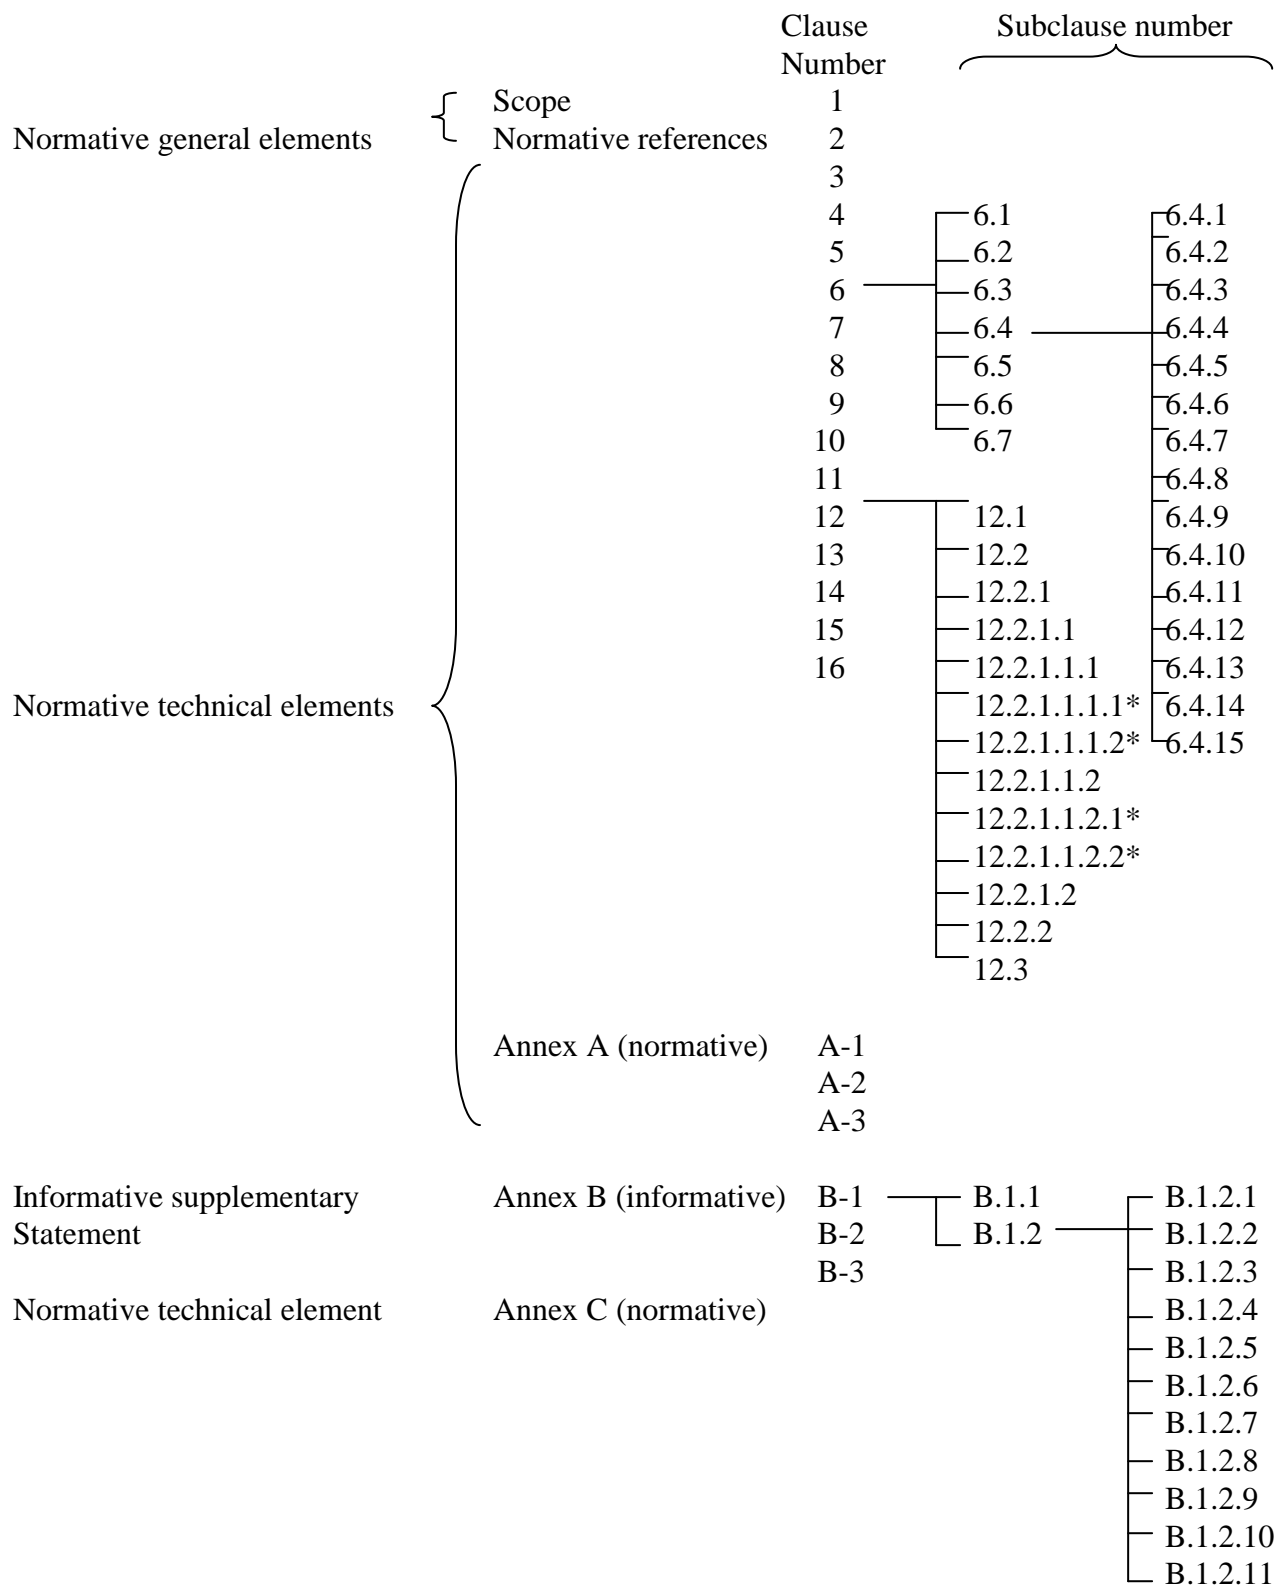 Clause Subclause number
Number
Scope 1
Normative general elements Normative references 2
3
4 6.1 6.4.1
5 6.2 6.4.2
6 6.3 6.4.3
7 6.4 6.4.4
8 6.5 6.4.5
9 6.6 6.4.6
10 6.7 6.4.7
11 6.4.8
12 12.1 6.4.9
13 12.2 6.4.10
14 12.2.1 6.4.11
15 12.2.1.1 6.4.12
16 12.2.1.1.1 6.4.13
Normative technical elements 12.2.1.1.1.1* 6.4.14
12.2.1.1.1.2* 6.4.15
12.2.1.1.2
12.2.1.1.2.1*
12.2.1.1.2.2*
12.2.1.2
12.2.2
12.3
Annex A (normative) A-1
A-2
A-3
Informative supplementary Annex B (informative) B-1 B.1.1 B.1.2.1
Statement B-2 B.1.2 B.1.2.2
B-3 B.1.2.3
Normative technical element Annex C (normative) B.1.2.4
B.1.2.5
B.1.2.6
B.1.2.7
B.1.2.8
B.1.2.9
B.1.2.10
B.1.2.11